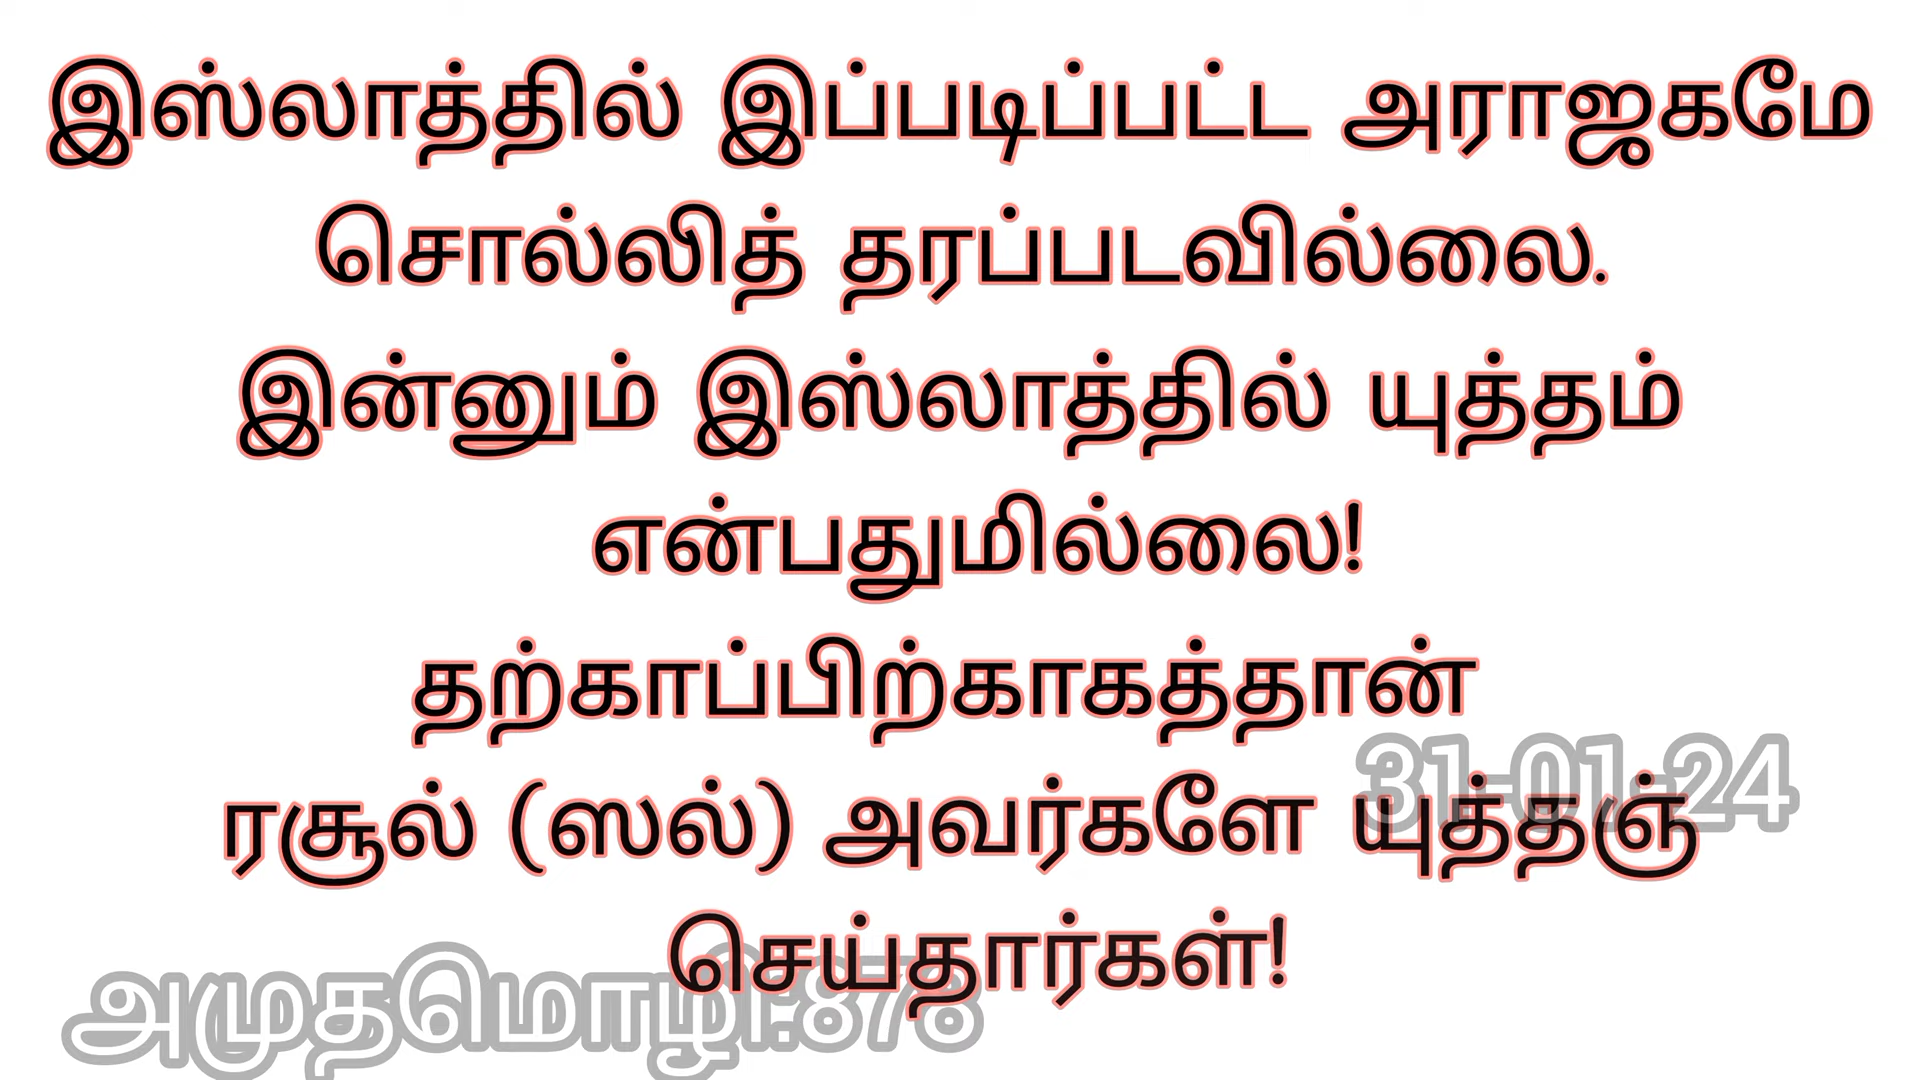 இஸ்லாத்தில் இப்படிப்பட்ட அராஜகமே
சொல்லித் தரப்படவில்லை.
இன்னும் இஸ்லாத்தில் யுத்தம்
என்பதுமில்லை!
தற்காப்பிற்காகத்தான்
ரசூல் (ஸல்) அவர்களே யுத்தஞ்
செய்தார்கள்!
31-01-24
அமுதமொழி:878